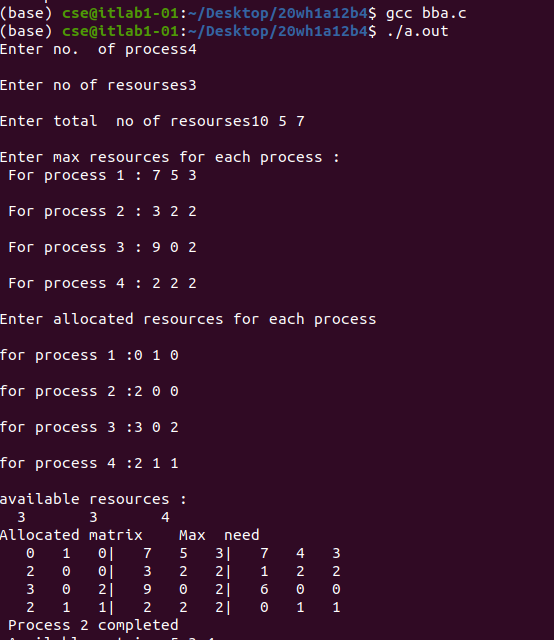 (base) cse@itlab1-01:~/Desktop/20wh1a12b4$ gcc bba.c
(base) cse@itlab1-01:~/Desktop/20wh1a12b4$ ./a.out
Enter no.  of process4
Enter no of resourses3
Enter total  no of resourses10 5 7
Enter max resources for each process :
For process 1 : 7 5 3
For process 2 : 3 2 2
For process 3 : 9 0 2
For process 4 : 2 2 2
Enter allocated resources for each process
for process 1 :0 1 0
for process 2 :2 0 0
for process 3 :3 0 2
for process 4 :2 1 1
available resources :
3       3       4
Allocated matrix    Max  need
0   1   0|   7   5   3|   7   4   3
2   0   0|   3   2   2|   1   2   2
3   0   2|   9   0   2|   6   0   0
2   1   1|   2   2   2|   0   1   1
Process 2 completed